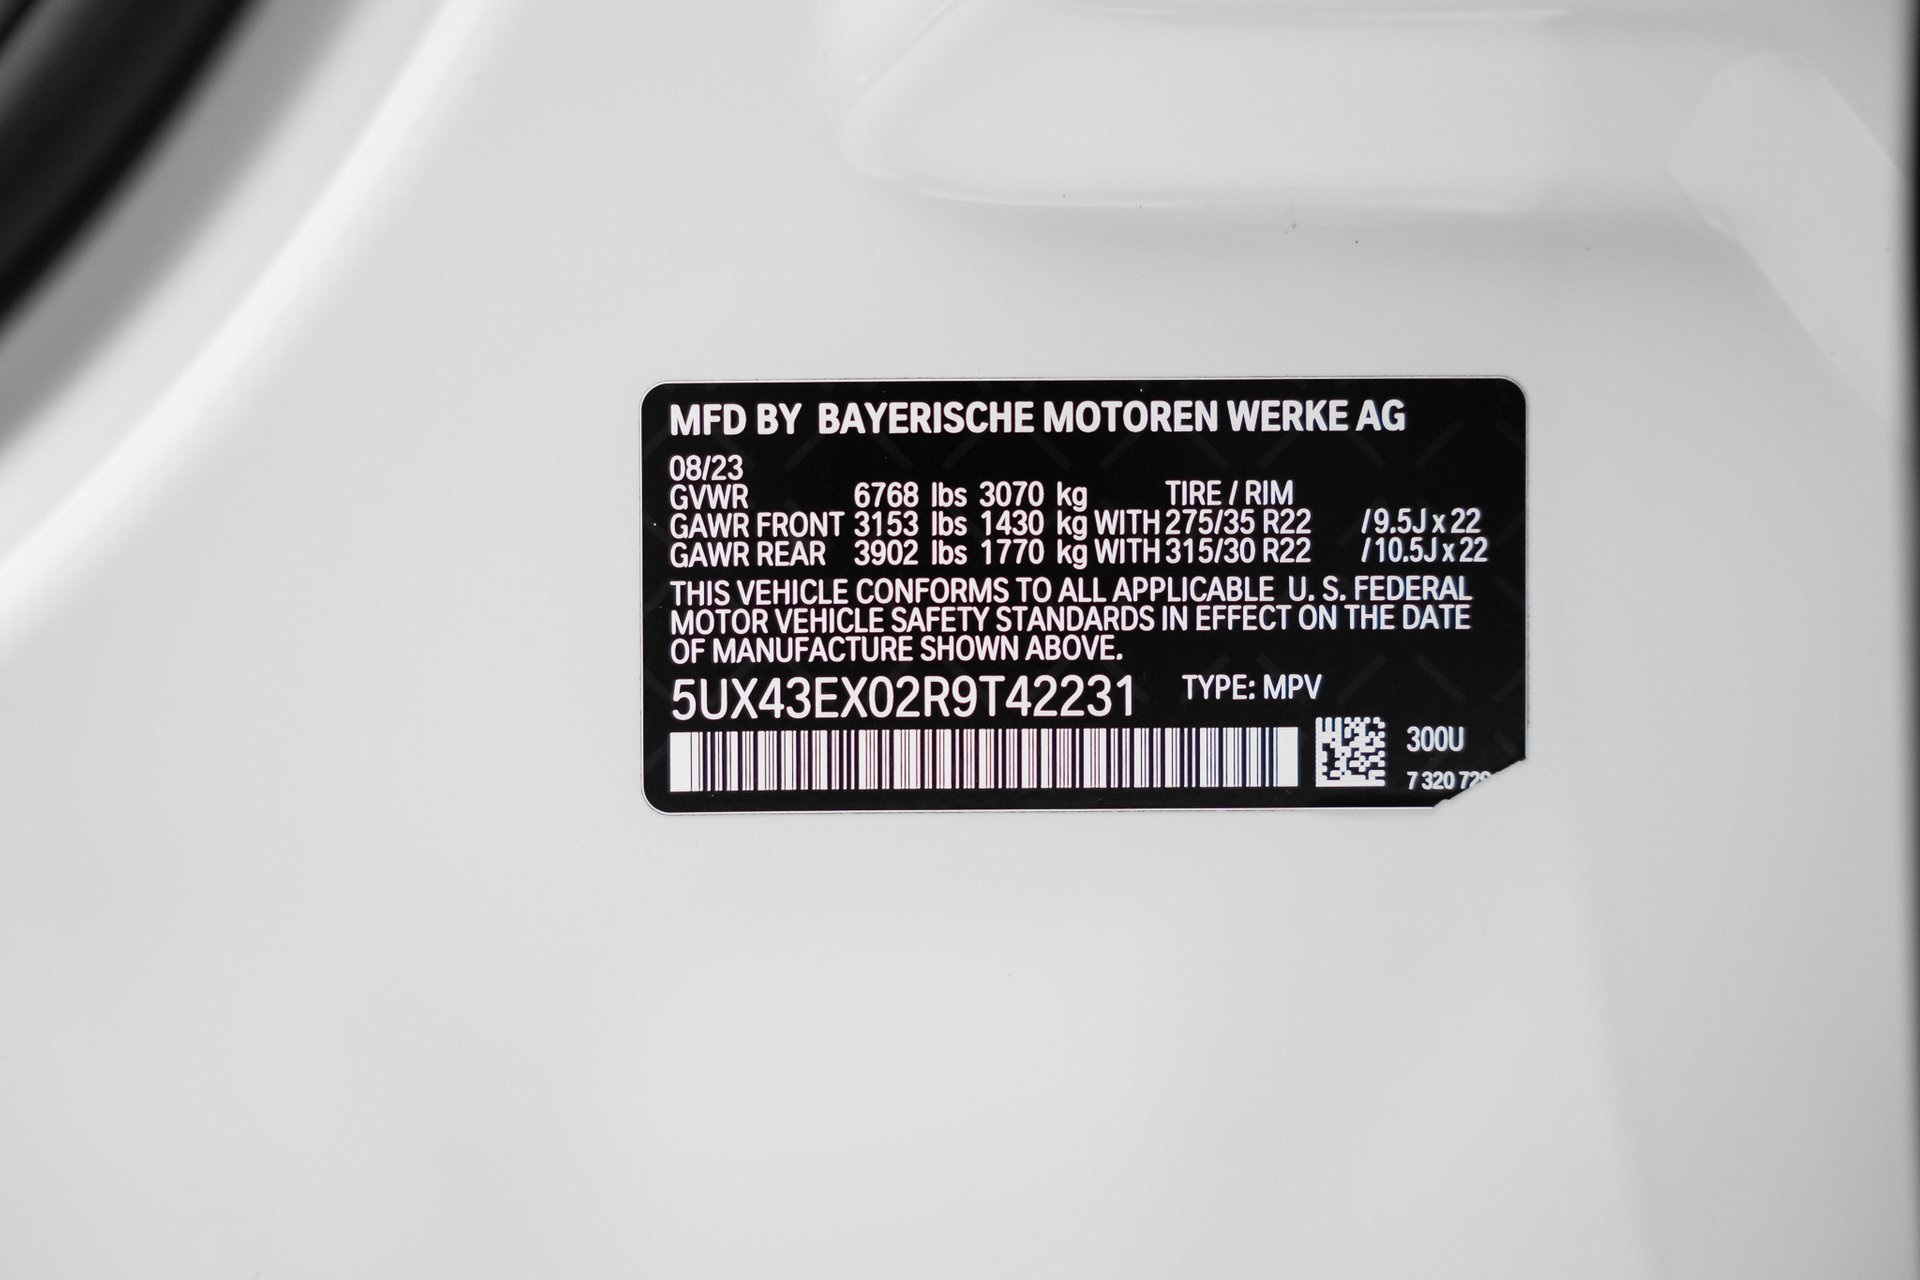 MFD BY BAYERISCHE MOTOREN WERKE AG
08/23
GVWR 6768 lbs 3070 kg TIRE / RIM
GAWR FRONT 3153 lbs 1430 kg WITH 275/35 R22 / 9.5J x 22
GAWR REAR 3902 lbs 1770 kg WITH 315/30 R22 / 10.5J x 22
THIS VEHICLE CONFORMS TO ALL APPLICABLE U. S. FEDERAL
MOTOR VEHICLE SAFETY STANDARDS IN EFFECT ON THE DATE
OF MANUFACTURE SHOWN ABOVE.
5UX43EX02R9T42231 TYPE: MPV
300U
7 320